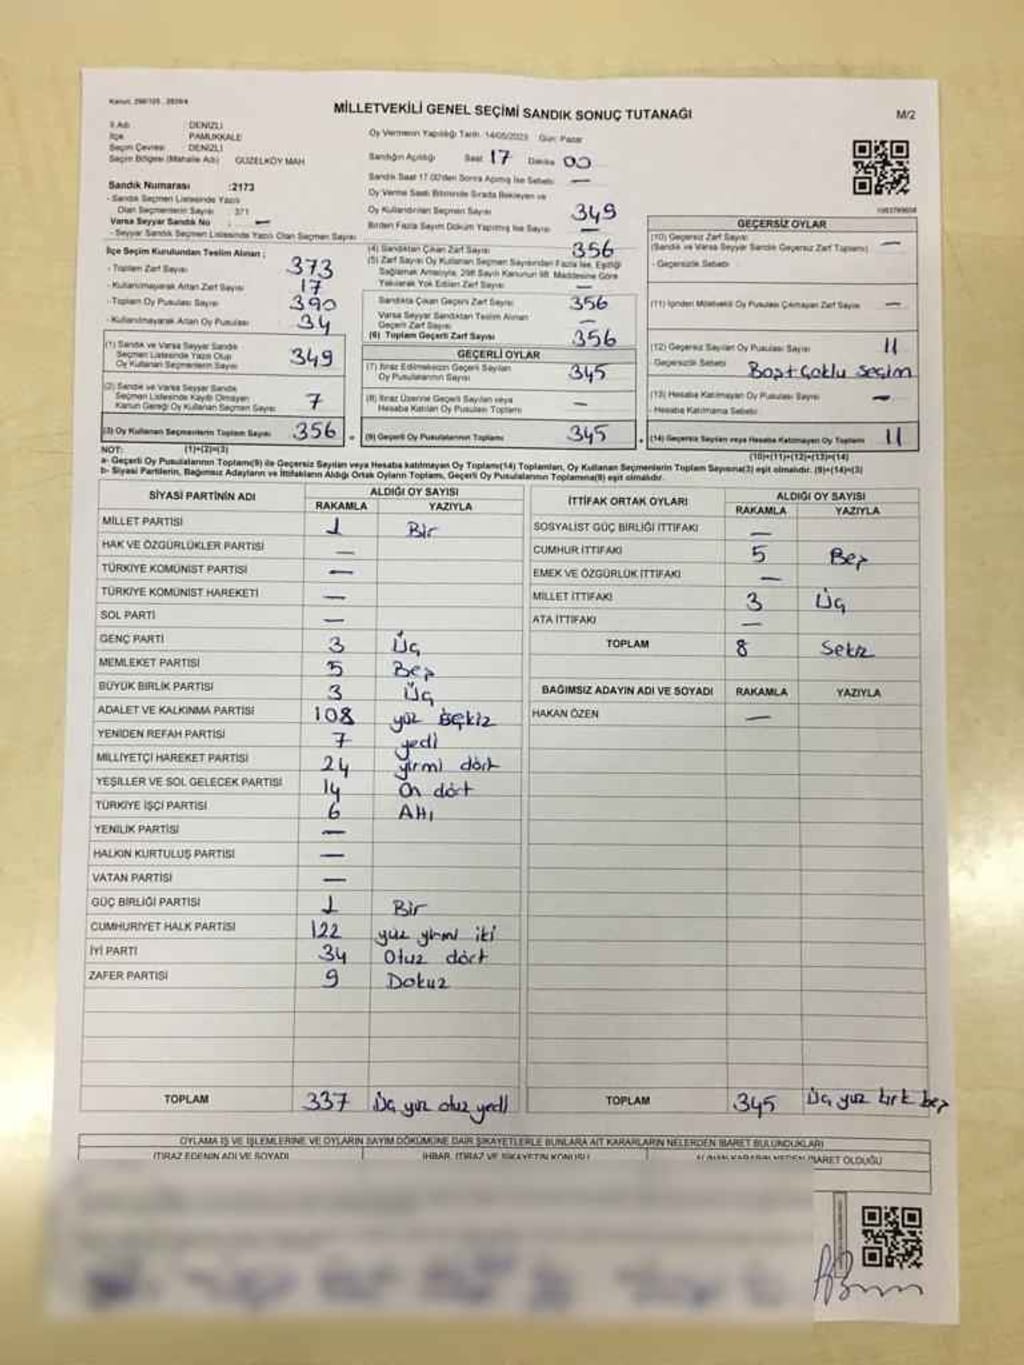 MİLLETVEKİLİ GENEL SEÇİMİ SANDIK SONUÇ TUTANAĞI
M/2
İl Adı : DENİZLİ
İlçe : PAMUKKALE
Seçim Çevresi : DENİZLİ
Seçim Bölgesi (Mahalle Adı) GÜZELKÖY MAH
Sandık Numarası :2173
- Sandık Seçmen Listesinde Yazılı
Olan Seçmenlerin Sayısı : 371
Varsa Seyyar Sandık No : —
- Seyyar Sandık Seçmen Listesinde Yazılı Olan Seçmen Sayısı
Oy Vermenin Yapıldığı Tarih: 14/05/2023 Gün: Pazar
Sandığın Açıldığı Saat 17 Dakika 00
Sandık Saat 17.00'den Sonra Açılmış İse Sebebi —
Oy Verme Saati Bitiminde Sırada Bekleyen ve
Oy Kullandırılan Seçmen Sayısı 349
Birden Fazla Sayım Döküm Yapılmış İse Sayısı —
İlçe Seçim Kurulundan Teslim Alınan ;
- Toplam Zarf Sayısı 373
- Kullanılmayarak Artan Zarf Sayısı 17
- Toplam Oy Pusulası Sayısı 390
- Kullanılmayarak Artan Oy Pusulası 34
(1) Sandık ve Varsa Seyyar Sandık
Seçmen Listesinde Yazılı Olup
Oy Kullanan Seçmen Sayısı 349
(2) Sandık ve Varsa Seyyar Sandık
Seçmen Listesinde Kayıtlı Olmayan
Kanun Gereği Oy Kullanan Seçmen Sayısı 7
(3) Oy Kullanan Seçmenlerin Toplam Sayısı 356
(1)+(2)=(3)
(4) Sandıktan Çıkan Zarf Sayısı 356
(5) Zarf Sayısı Oy Kullanan Seçmen Sayısından Fazla İse, Eşitliği
Sağlamak Amacıyla, 298 Sayılı Kanunun 98. Maddesine Göre
Yakılarak Yok Edilen Zarf Sayısı —
Sandıkta Çıkan Geçerli Zarf Sayısı 356
Varsa Seyyar Sandıktan Teslim Alınan
Geçerli Zarf Sayısı —
(6) Toplam Geçerli Zarf Sayısı 356
GEÇERLİ OYLAR
(7) İtiraz Edilmeksizin Geçerli Sayılan
Oy Pusulalarının Sayısı 345
(8) İtiraz Üzerine Geçerli Sayılan veya
Hesaba Katılan Oy Pusulası Toplamı —
(9) Geçerli Oy Pusulalarının Toplamı 345
GEÇERSİZ OYLAR
(10) Geçersiz Zarf Sayısı —
(Sandık ve Varsa Seyyar Sandık Geçersiz Zarf Toplamı)
- Geçersizlik Sebebi
(11) İçinden Milletvekili Oy Pusulası Çıkmayan Zarf Sayısı —
(12) Geçersiz Sayılan Oy Pusulası Sayısı 11
- Geçersizlik Sebebi Boş+Çoklu Seçim
(13) Hesaba Katılmayan Oy Pusulası Sayısı —
- Hesaba Katılmama Sebebi
(14) Geçersiz Sayılan veya Hesaba Katılmayan Oy Toplamı 11
(10)+(11)+(12)+(13)=(14)
NOT:
a- Geçerli Oy Pusulalarının Toplamı(9) ile Geçersiz Sayılan veya Hesaba katılmayan Oy Toplamı(14) Toplamları, Oy Kullanan Seçmenlerin Toplam Sayısına(3) eşit olmalıdır. (9)+(14)=(3)
b- Siyasi Partilerin, Bağımsız Adayların ve İttifakların Aldığı Ortak Oyların Toplamı, Geçerli Oy Pusulalarının Toplamına(9) eşit olmalıdır.
SİYASİ PARTİNİN ADI ALDIĞI OY SAYISI
RAKAMLA YAZIYLA
MİLLET PARTİSİ 1 Bir
HAK VE ÖZGÜRLÜKLER PARTİSİ —
TÜRKİYE KOMÜNİST PARTİSİ —
TÜRKİYE KOMÜNİST HAREKETİ —
SOL PARTİ —
GENÇ PARTİ 3 Üç
MEMLEKET PARTİSİ 5 Beş
BÜYÜK BİRLİK PARTİSİ 3 Üç
ADALET VE KALKINMA PARTİSİ 108 yüz sekiz
YENİDEN REFAH PARTİSİ 7 yedi
MİLLİYETÇİ HAREKET PARTİSİ 24 yirmi dört
YEŞİLLER VE SOL GELECEK PARTİSİ 14 On dört
TÜRKİYE İŞÇİ PARTİSİ 6 Altı
YENİLİK PARTİSİ —
HALKIN KURTULUŞ PARTİSİ —
VATAN PARTİSİ —
GÜÇ BİRLİĞİ PARTİSİ 1 Bir
CUMHURİYET HALK PARTİSİ 122 yüz yirmi iki
İYİ PARTİ 34 Otuz dört
ZAFER PARTİSİ 9 Dokuz
TOPLAM 337 Üç yüz otuz yedi
İTTİFAK ORTAK OYLARI ALDIĞI OY SAYISI
RAKAMLA YAZIYLA
SOSYALİST GÜÇ BİRLİĞİ İTTİFAKI —
CUMHUR İTTİFAKI 5 Beş
EMEK VE ÖZGÜRLÜK İTTİFAKI —
MİLLET İTTİFAKI 3 Üç
ATA İTTİFAKI —
TOPLAM 8 Sekiz
BAĞIMSIZ ADAYIN ADI VE SOYADI RAKAMLA YAZIYLA
HAKAN ÖZEN —
TOPLAM 345 Üç yüz kırk beş
OYLAMA İŞ VE İŞLEMLERİNE VE OYLARIN SAYIM DÖKÜMÜNE DAİR ŞİKAYETLERLE BUNLARA AİT KARARLARIN NELERDEN İBARET BULUNDUKLARI
İTİRAZ EDENİN ADI VE SOYADI İHBAR, İTİRAZ VE ŞİKAYETİN KONUSU ALINAN KARARIN NEDEN İBARET OLDUĞU